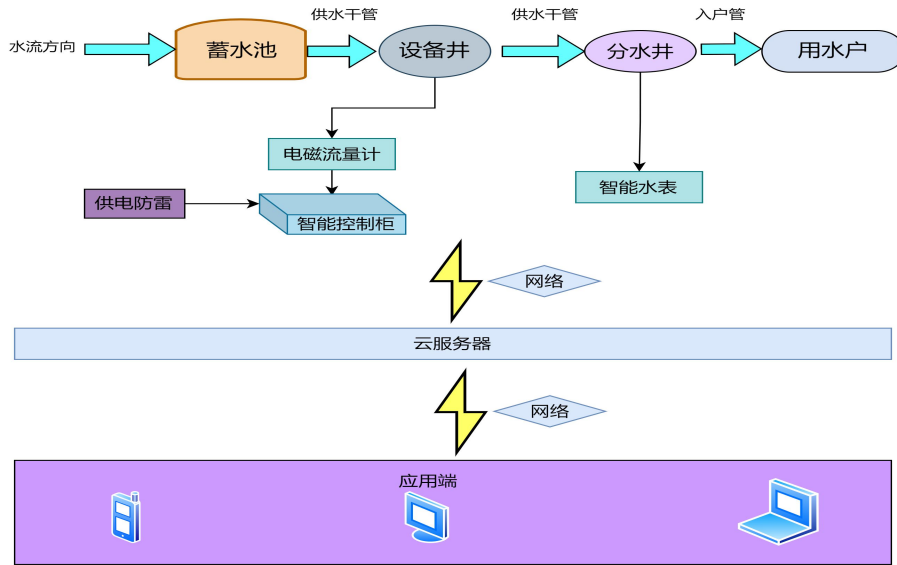 供水干管
供水干管
入户管
水流方向
蓄水池
设备井
分水井
用水户
电磁流量计
智能水表
供电防雷
智能控制柜
网络
云服务器
网络
应用端